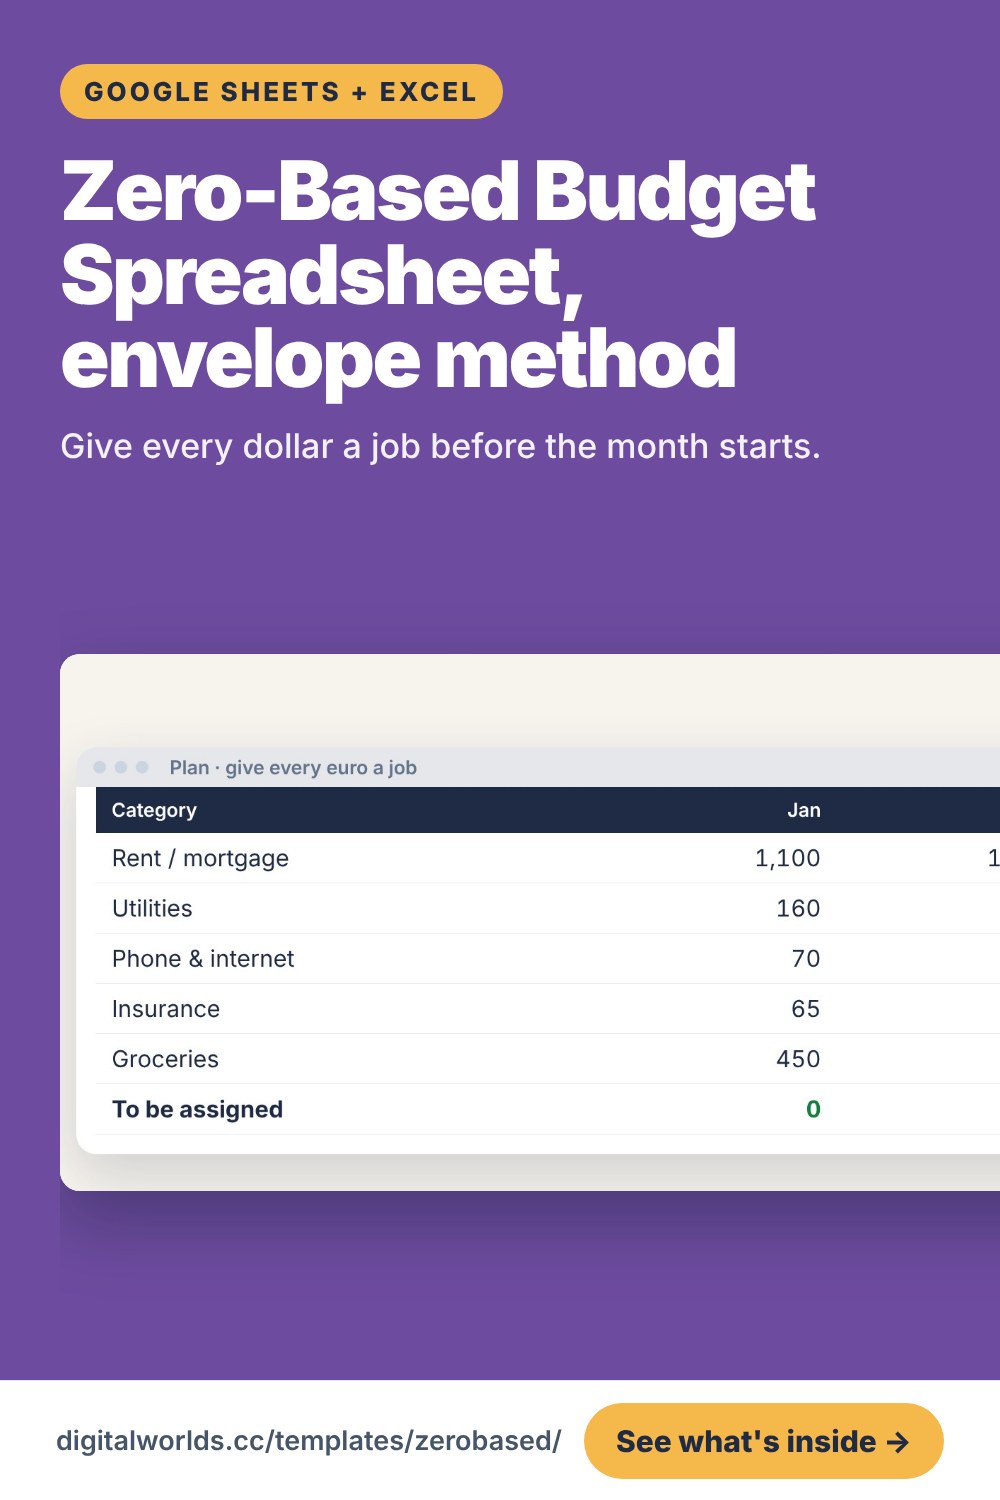 GOOGLE SHEETS + EXCEL
Zero-Based Budget
Spreadsheet,
envelope method
Give every dollar a job before the month starts.
Plan · give every euro a job
Category Jan
Rent / mortgage 1,100 1
Utilities 160
Phone & internet 70
Insurance 65
Groceries 450
To be assigned 0
digitalworlds.cc/templates/zerobased/ See what's inside →